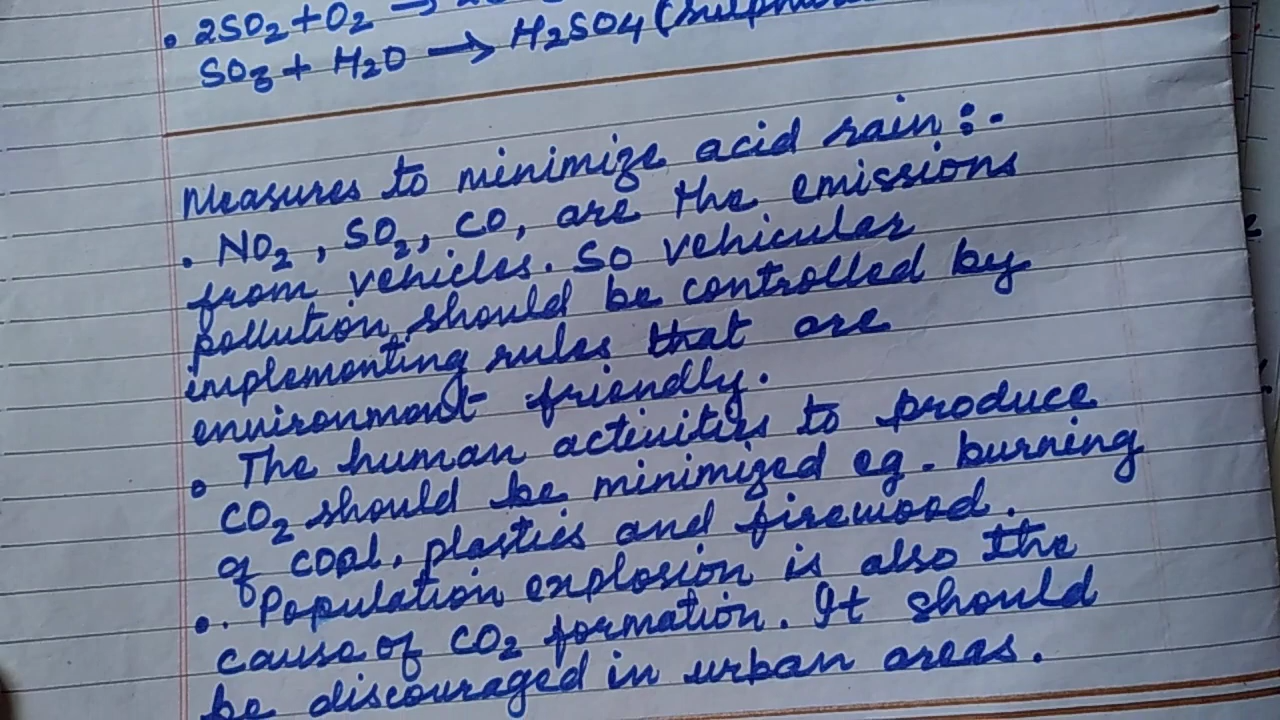 • 2SO2 + O2 →
SO3 + H2O → H2SO4 (
Measures to minimize acid rain :-
• NO2, SO2, CO, are the emissions
from vehicles. So vehicular
pollution should be controlled by
implementing rules that are
environment friendly.
• The human activities to produce
CO2 should be minimized eg. burning
of coal, plastics and firewood.
• Population explosion is also the
cause of CO2 formation. It should
be discouraged in urban areas.